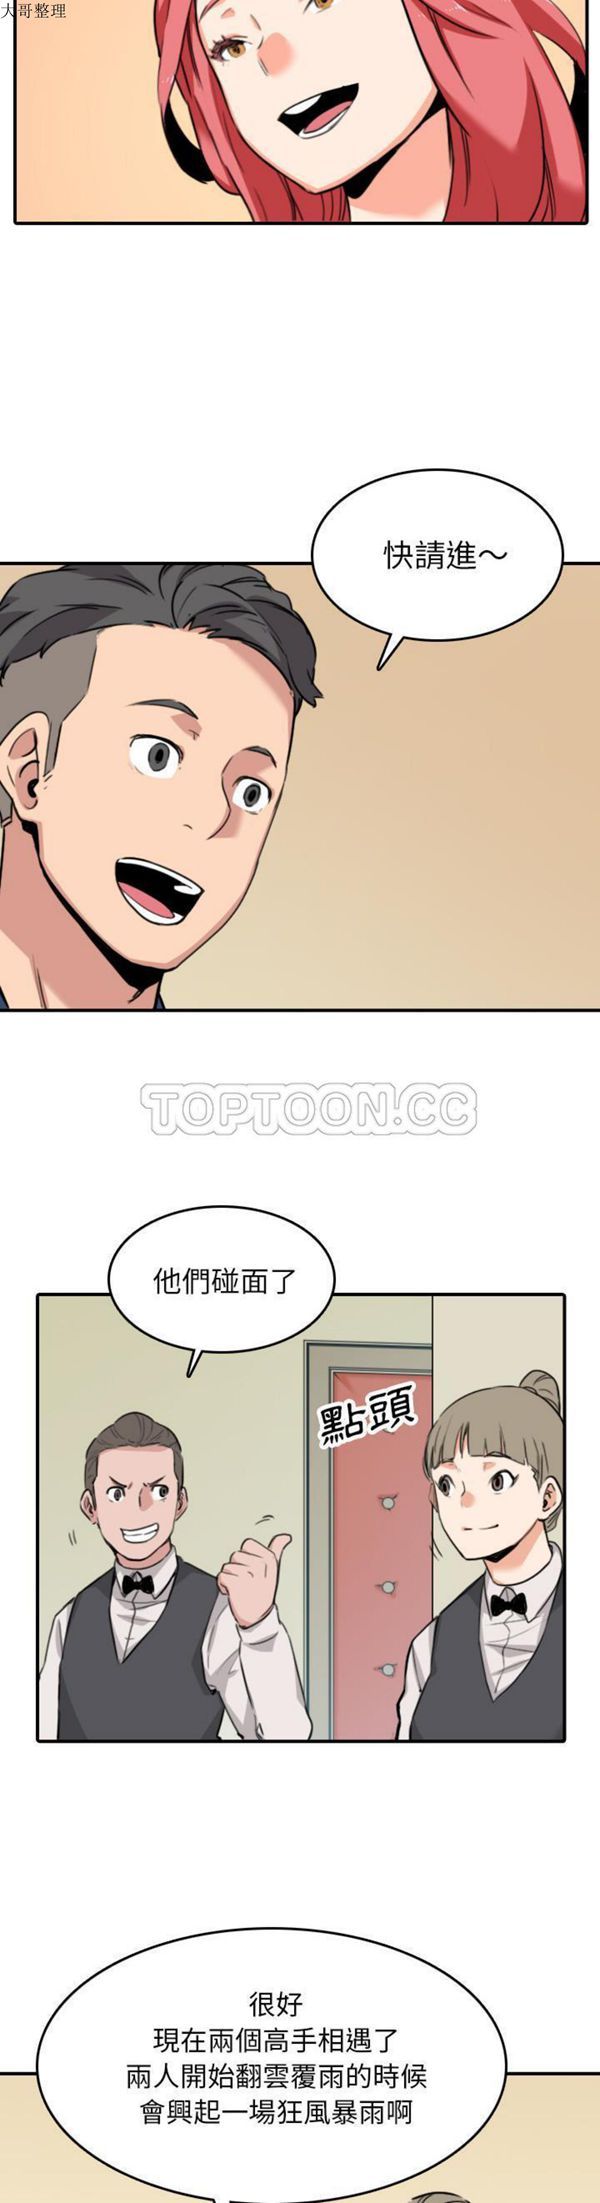 大哥整理
快請進～
TOPTOON.CC
他們碰面了
點頭
很好
現在兩個高手相遇了
兩人開始翻雲覆雨的時候
會興起一場狂風暴雨啊